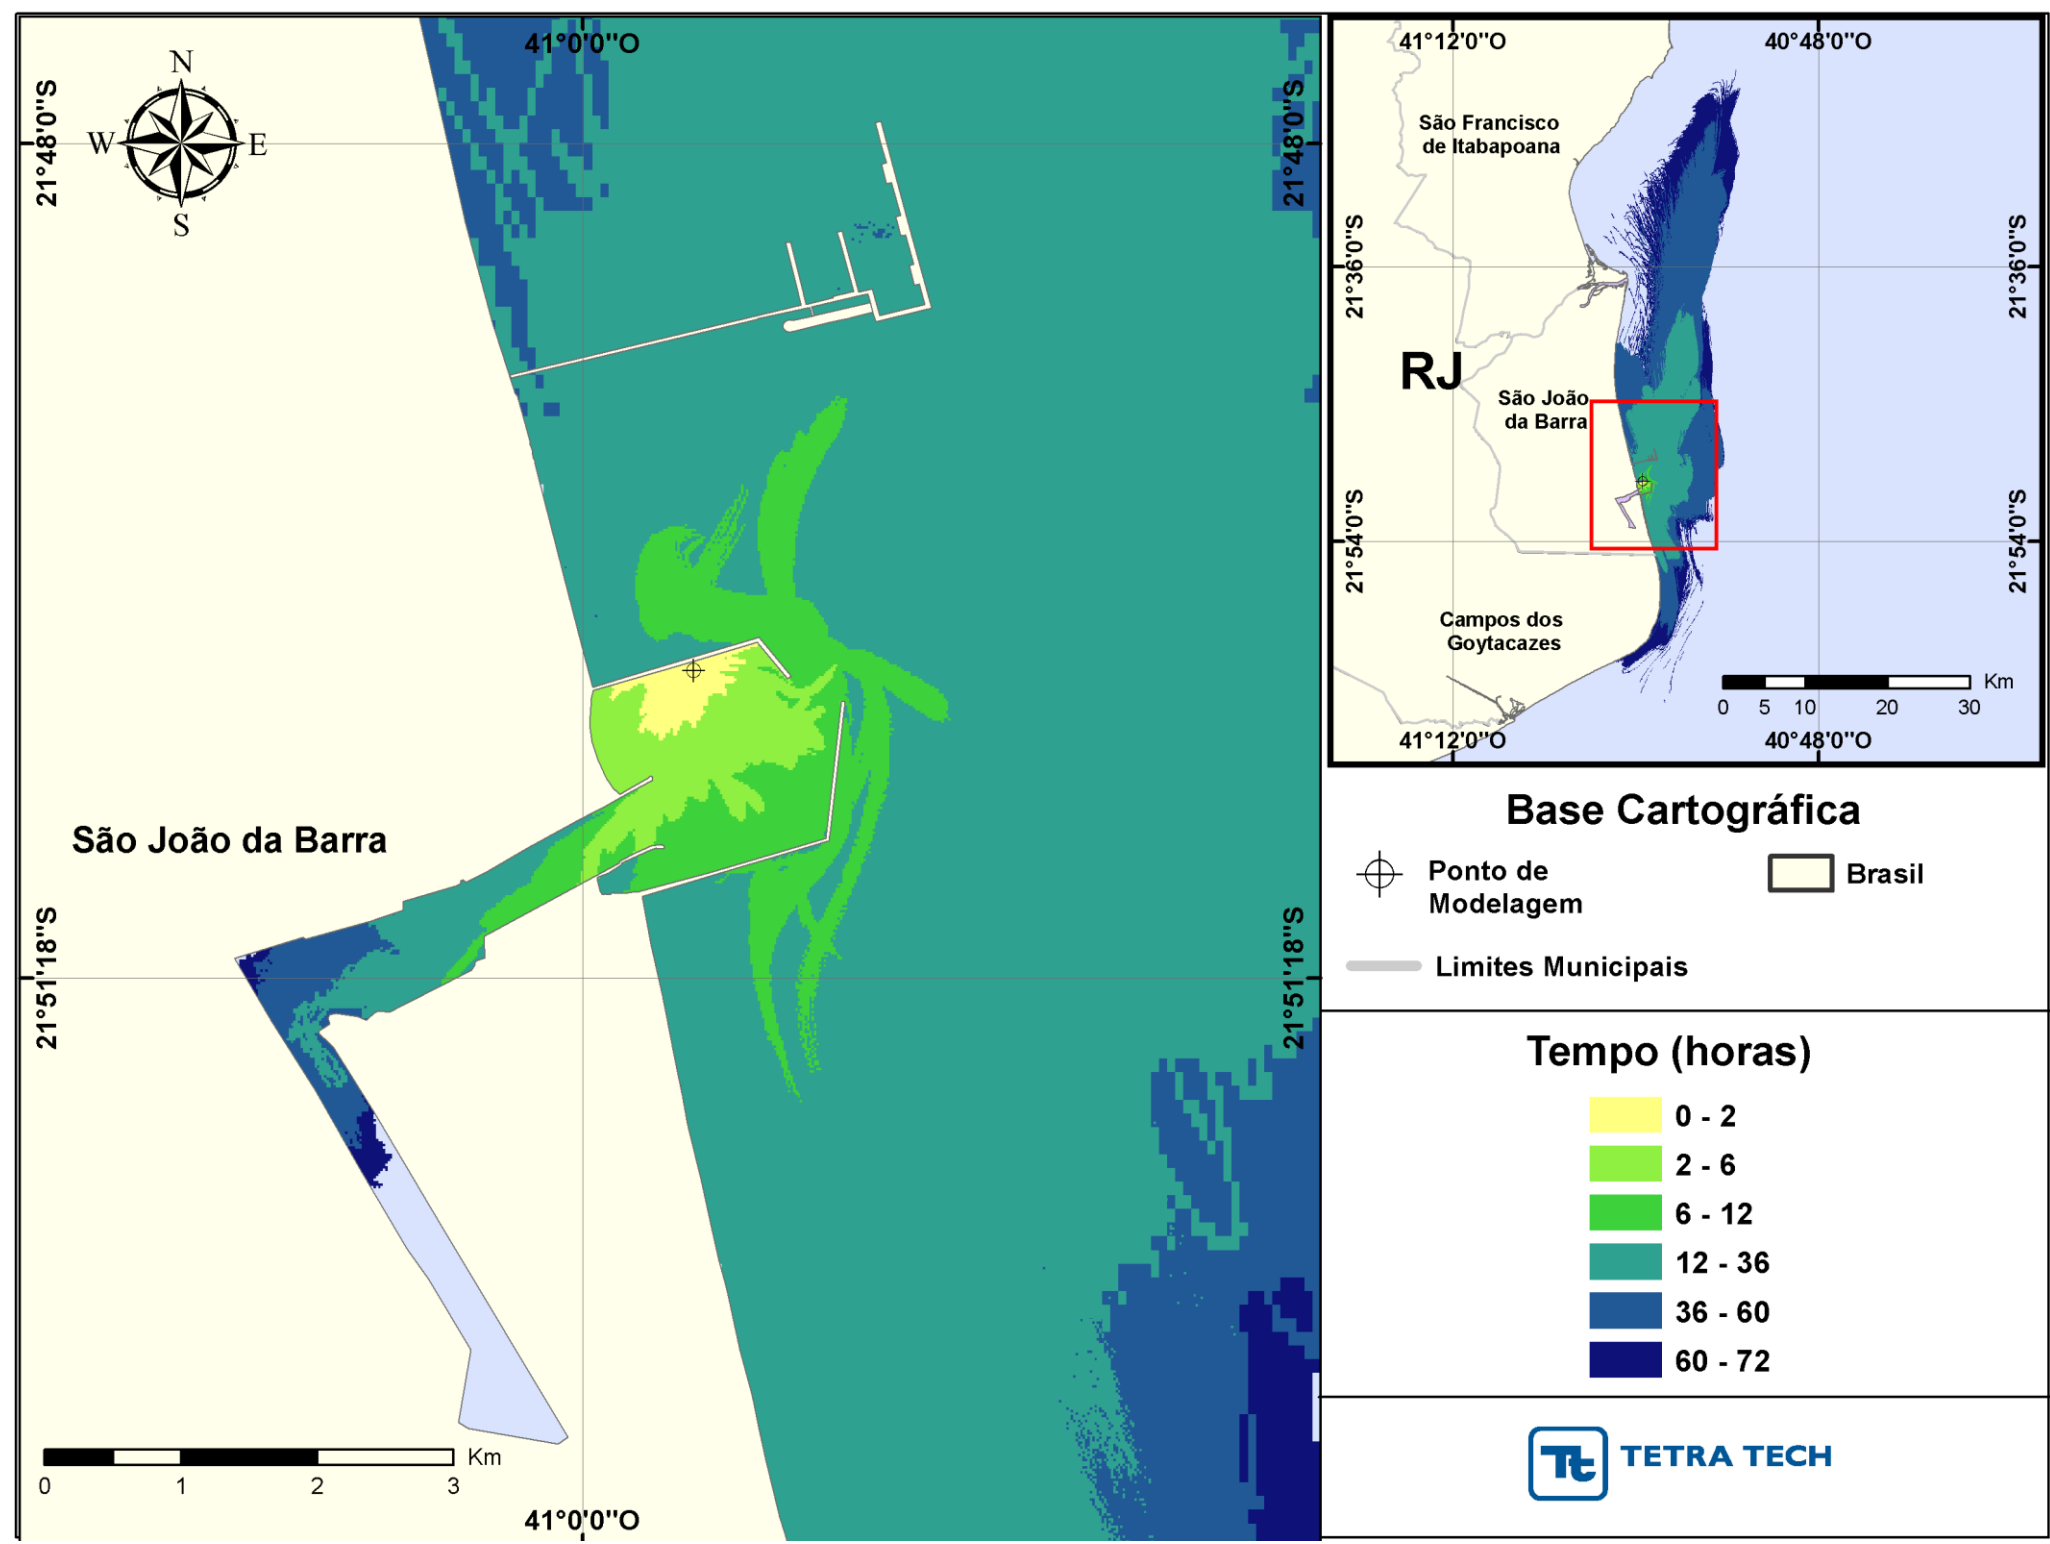 41°0'0"O
21°48'0"S
21°48'0"S
N
W
E
S
São João da Barra
21°51'18"S
21°51'18"S
Km
0
1
2
3
41°0'0"O
41°12'0"O
40°48'0"O
São Francisco
de Itabapoana
21°36'0"S
21°36'0"S
RJ
São João
da Barra
21°54'0"S
21°54'0"S
Campos dos
Goytacazes
Km
0
5
10
20
30
41°12'0"O
40°48'0"O
Base Cartográfica
Ponto de
Modelagem
Brasil
Limites Municipais
Tempo (horas)
0 - 2
2 - 6
6 - 12
12 - 36
36 - 60
60 - 72
Tt
TETRA TECH